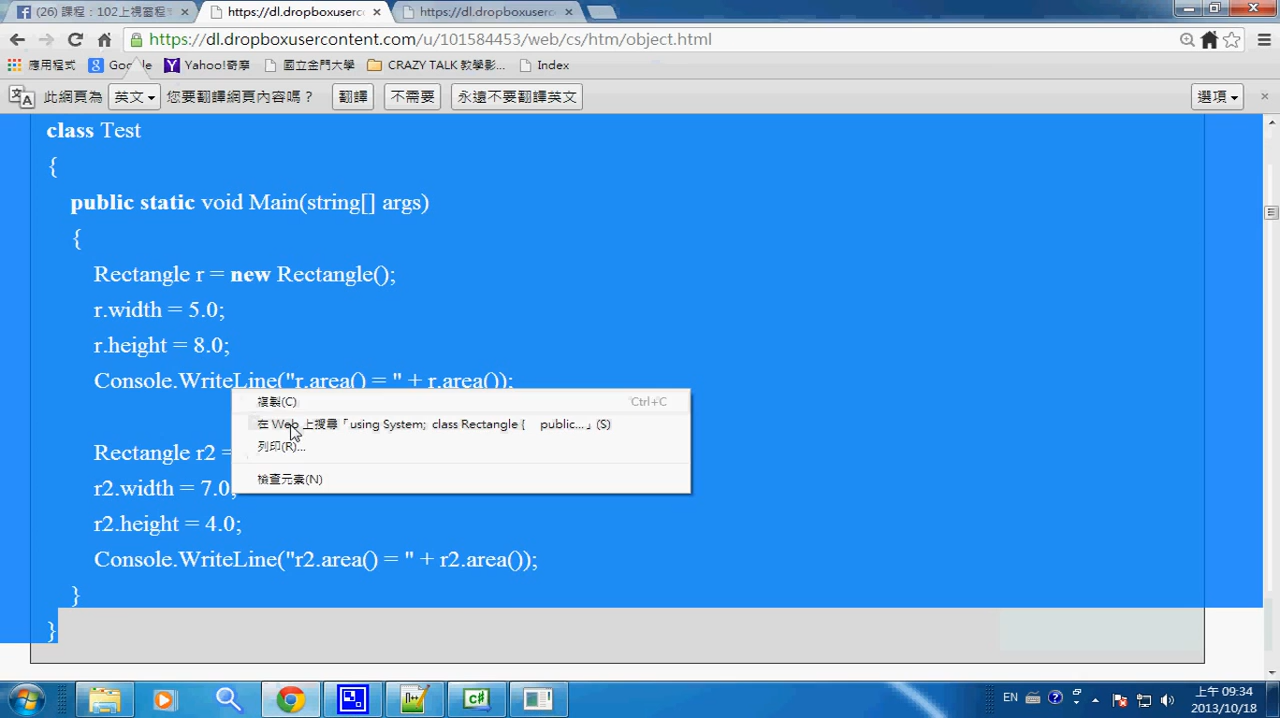 (26) 課程：102上視窗程
https://dl.dropboxuserco
https://dl.dropboxuserco
https://dl.dropboxusercontent.com/u/101584453/web/cs/htm/object.html
應用程式 Google Yahoo!奇摩 國立金門大學 CRAZY TALK 教學影... Index
此網頁為 英文 您要翻譯網頁內容嗎？ 翻譯 不需要 永遠不要翻譯英文 選項
class Test
{
public static void Main(string[] args)
{
Rectangle r = new Rectangle();
r.width = 5.0;
r.height = 8.0;
Console.WriteLine("r.area() = " + r.area());
複製(C) Ctrl+C
在 Web 上搜尋「using System; class Rectangle { public...」(S)
列印(R)...
檢查元素(N)
Rectangle r2 =
r2.width = 7.0;
r2.height = 4.0;
Console.WriteLine("r2.area() = " + r2.area());
}
}
EN
上午 09:34
2013/10/18